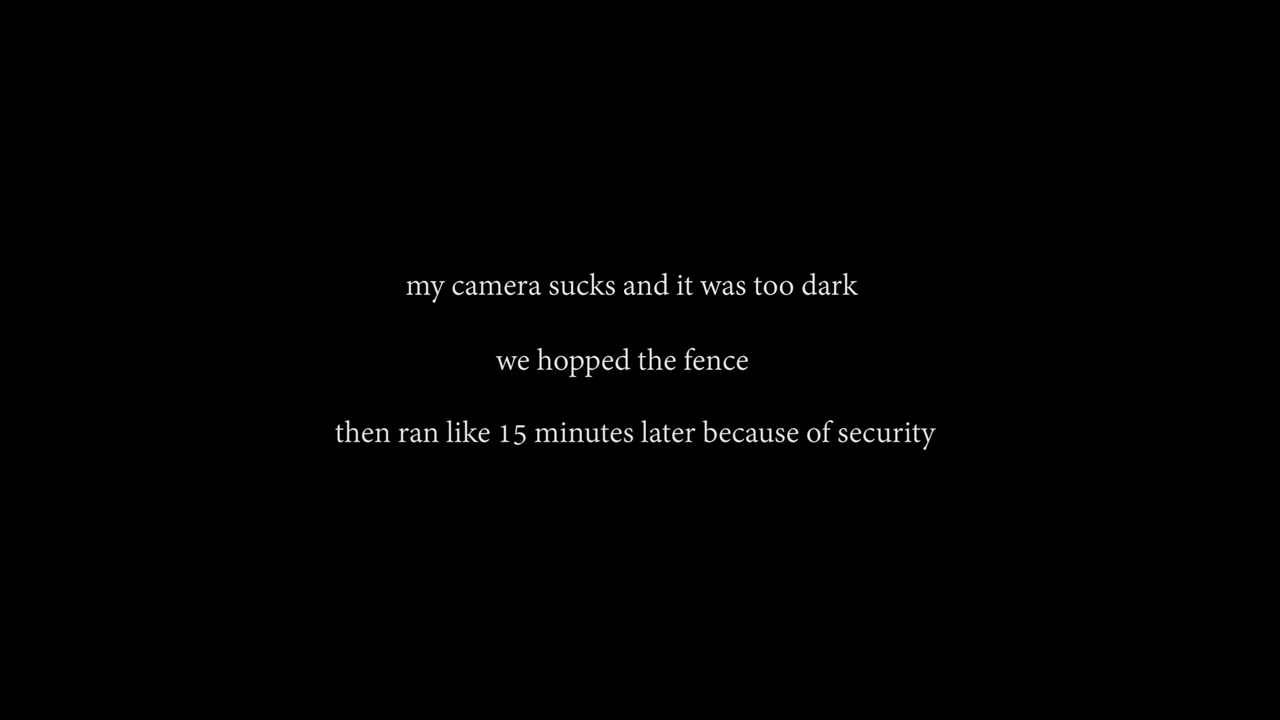 my camera sucks and it was too dark
we hopped the fence
then ran like 15 minutes later because of security